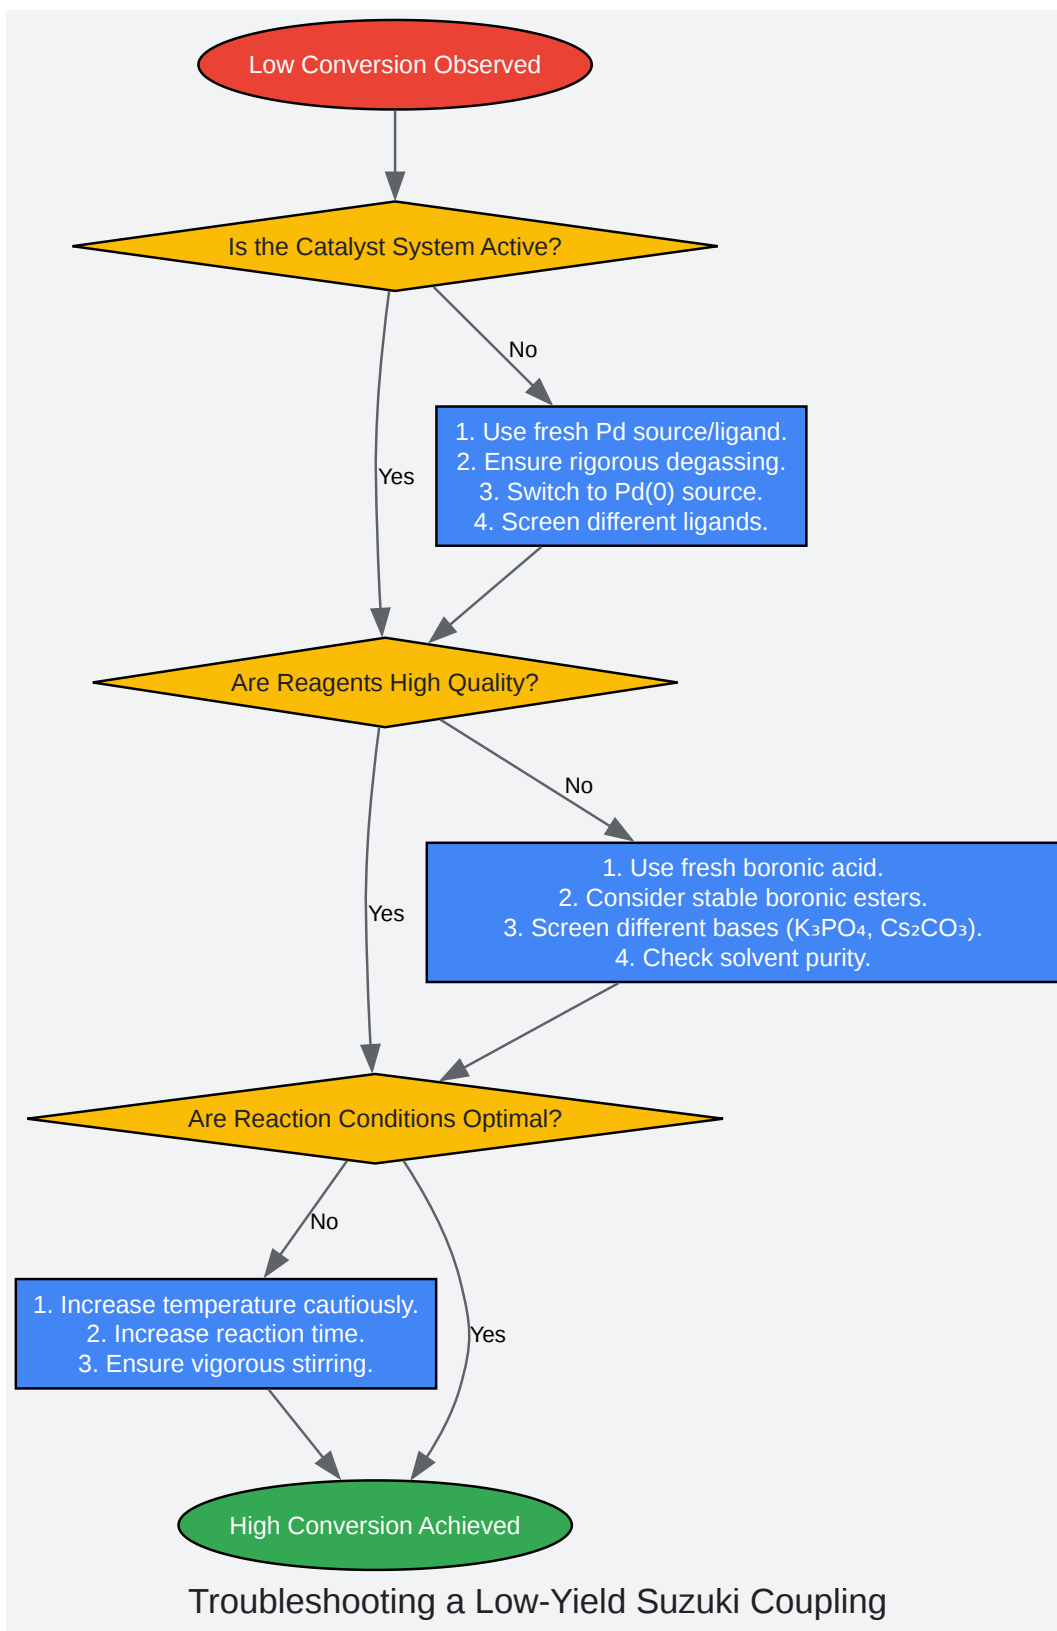 Low Conversion Observed
Is the Catalyst System Active?
No
1. Use fresh Pd source/ligand.
2. Ensure rigorous degassing.
3. Switch to Pd(0) source.
4. Screen different ligands.
Yes
Are Reagents High Quality?
No
1. Use fresh boronic acid.
2. Consider stable boronic esters.
3. Screen different bases (K₃PO₄, Cs₂CO₃).
4. Check solvent purity.
Yes
Are Reaction Conditions Optimal?
No
1. Increase temperature cautiously.
2. Increase reaction time.
3. Ensure vigorous stirring.
Yes
High Conversion Achieved
Troubleshooting a Low-Yield Suzuki Coupling